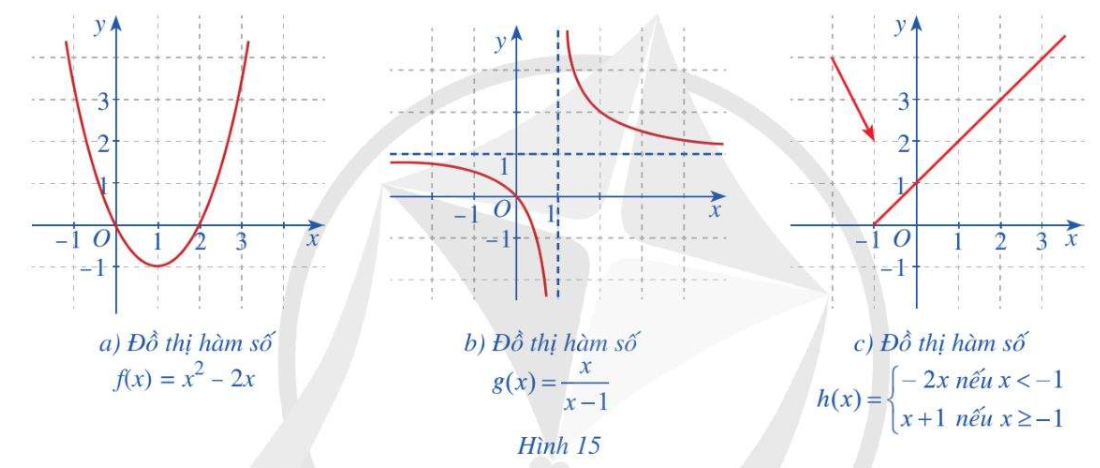 y
3
2
1
-1 O 1 2 3 x
-1
a) Đồ thị hàm số
f(x) = x² – 2x
y
1
-1 O 1 x
-1
b) Đồ thị hàm số
g(x) = x / (x – 1)
y
3
2
1
-1 O 1 2 3 x
-1
c) Đồ thị hàm số
h(x) = { – 2x nếu x < –1
x + 1 nếu x ≥ –1
Hình 15